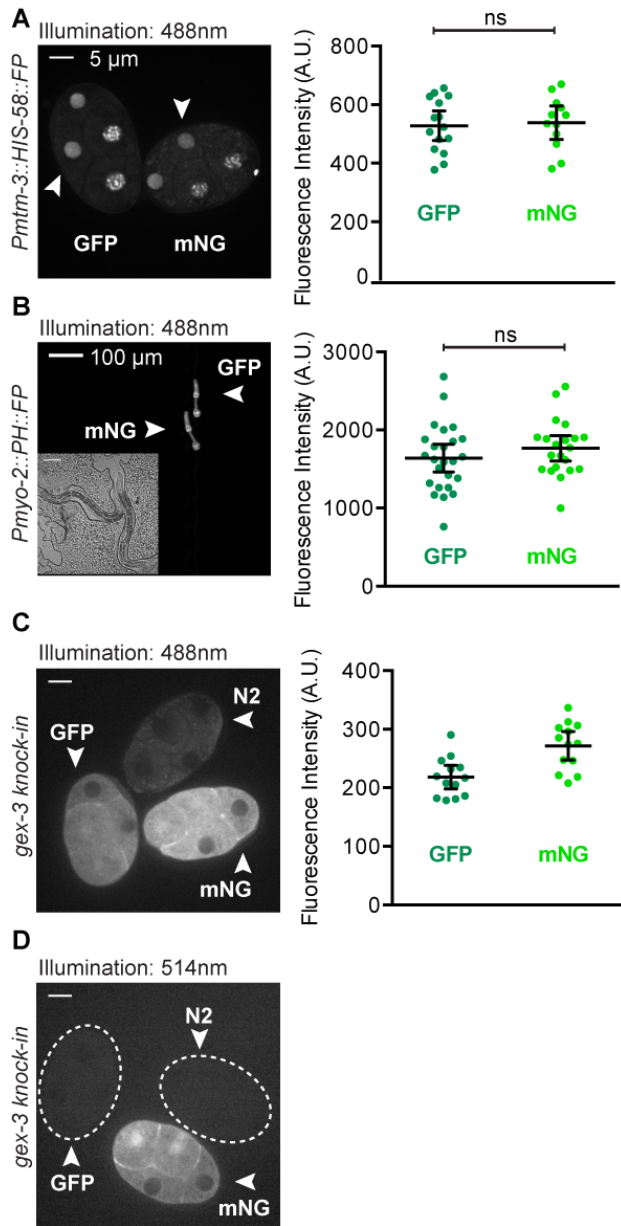 A
Illumination: 488nm
5 µm
Pmtm-3::HIS-58::FP
GFP
mNG
ns
Fluorescence Intensity (A.U.)
800
600
400
200
0
GFP
mNG
B
Illumination: 488nm
100 µm
GFP
mNG
Pmyo-2::PH::FP
ns
Fluorescence Intensity (A.U.)
3000
2000
1000
0
GFP
mNG
C
Illumination: 488nm
N2
GFP
mNG
gex-3 knock-in
Fluorescence Intensity (A.U.)
400
300
200
100
0
GFP
mNG
D
Illumination: 514nm
N2
GFP
mNG
gex-3 knock-in